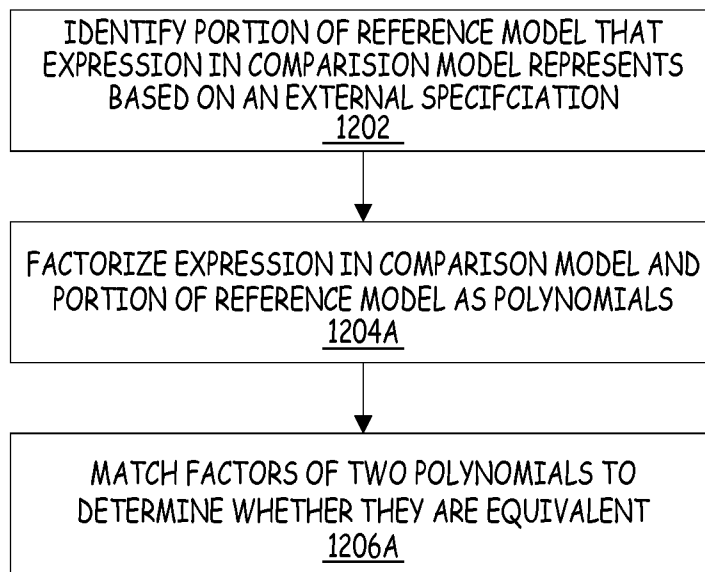 IDENTIFY PORTION OF REFERENCE MODEL THAT
EXPRESSION IN COMPARISION MODEL REPRESENTS
BASED ON AN EXTERNAL SPECIFCIATION
1202
FACTORIZE EXPRESSION IN COMPARISON MODEL AND
PORTION OF REFERENCE MODEL AS POLYNOMIALS
1204A
MATCH FACTORS OF TWO POLYNOMIALS TO
DETERMINE WHETHER THEY ARE EQUIVALENT
1206A